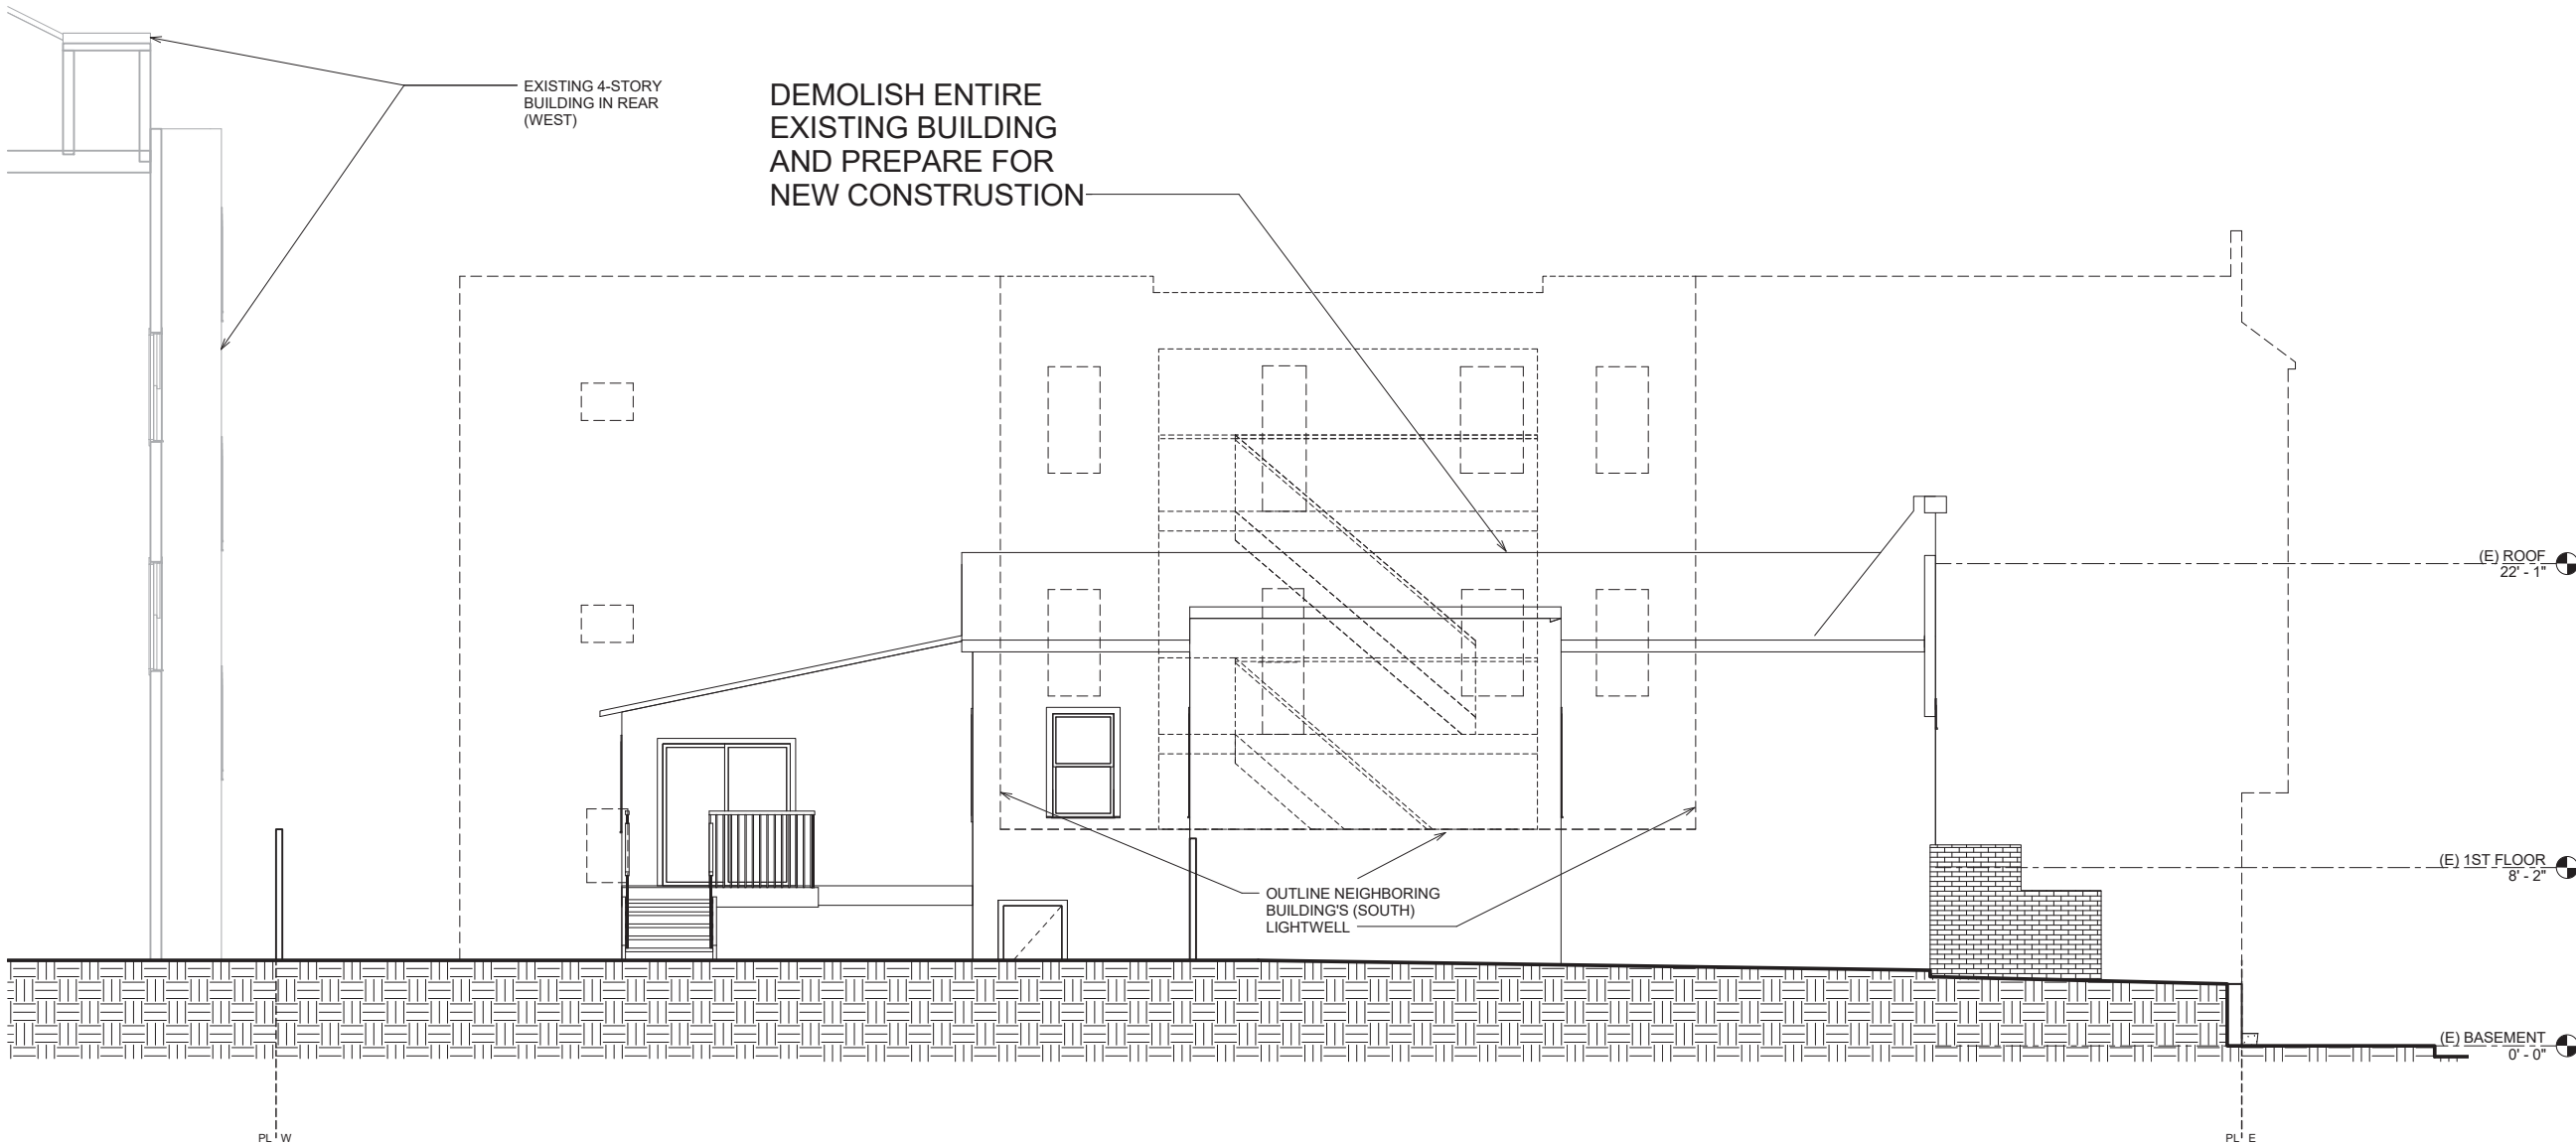 EXISTING 4-STORY
BUILDING IN REAR
(WEST)
DEMOLISH ENTIRE
EXISTING BUILDING
AND PREPARE FOR
NEW CONSTRUSTION
(E) ROOF
22' - 1"
(E) 1ST FLOOR
8' - 2"
OUTLINE NEIGHBORING
BUILDING'S (SOUTH)
LIGHTWELL
(E) BASEMENT
0' - 0"
PL W
PL E